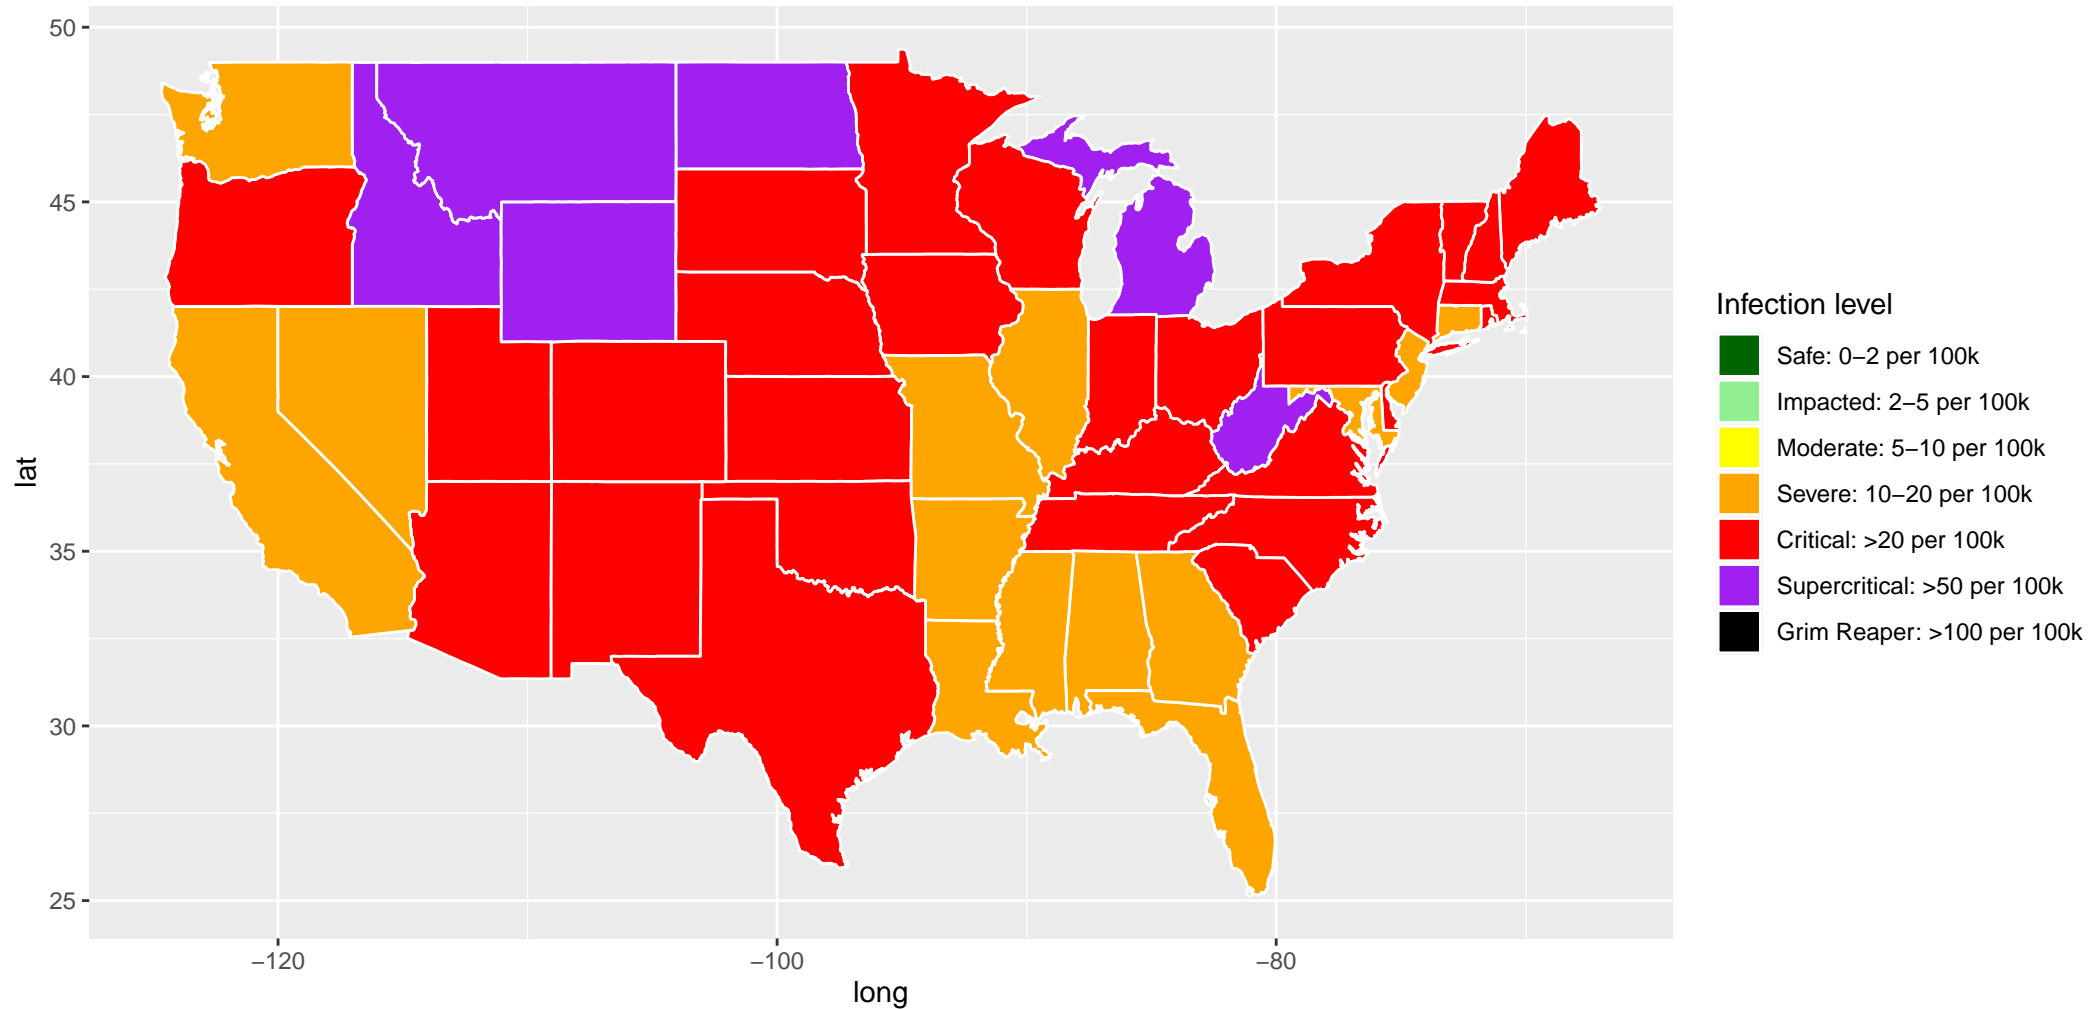 50
45
40
35
30
25
lat
−120
−100
−80
long
Infection level
Safe: 0−2 per 100k
Impacted: 2−5 per 100k
Moderate: 5−10 per 100k
Severe: 10−20 per 100k
Critical: >20 per 100k
Supercritical: >50 per 100k
Grim Reaper: >100 per 100k